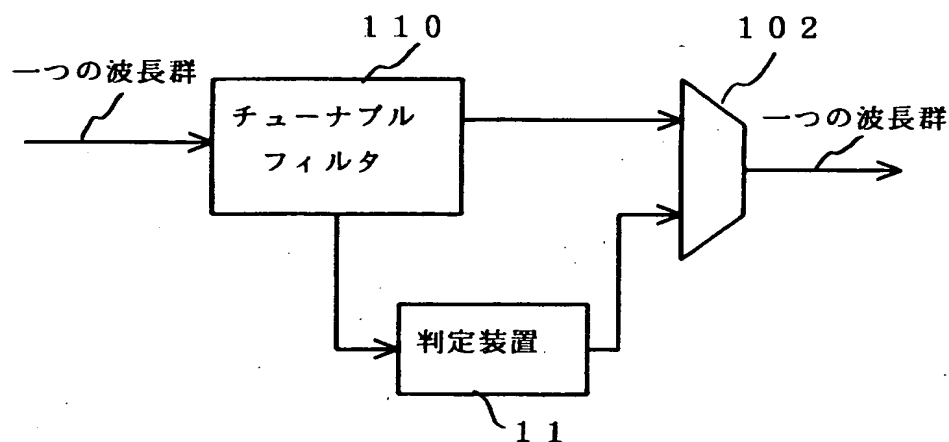 110
102
一つの波長群
チューナブル
フィルタ
一つの波長群
判定装置
11